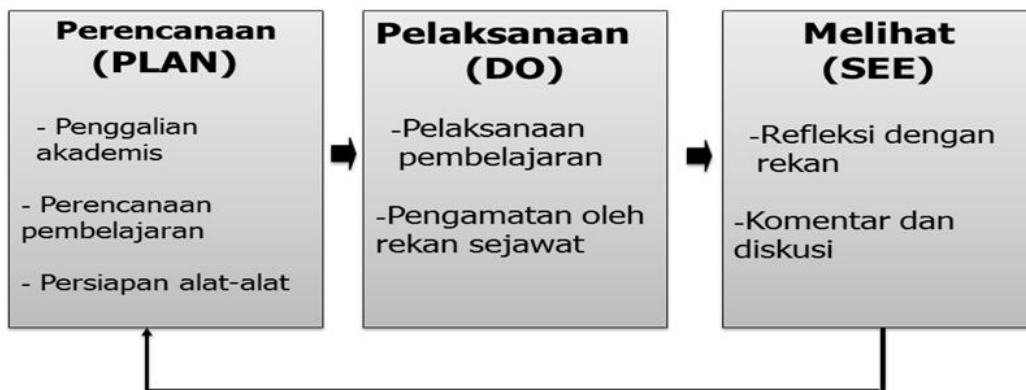 Perencanaan
(PLAN)
- Penggalian
akademis
- Perencanaan
pembelajaran
- Persiapan alat-alat
Pelaksanaan
(DO)
-Pelaksanaan
pembelajaran
-Pengamatan oleh
rekan sejawat
Melihat
(SEE)
-Refleksi dengan
rekan
-Komentar dan
diskusi